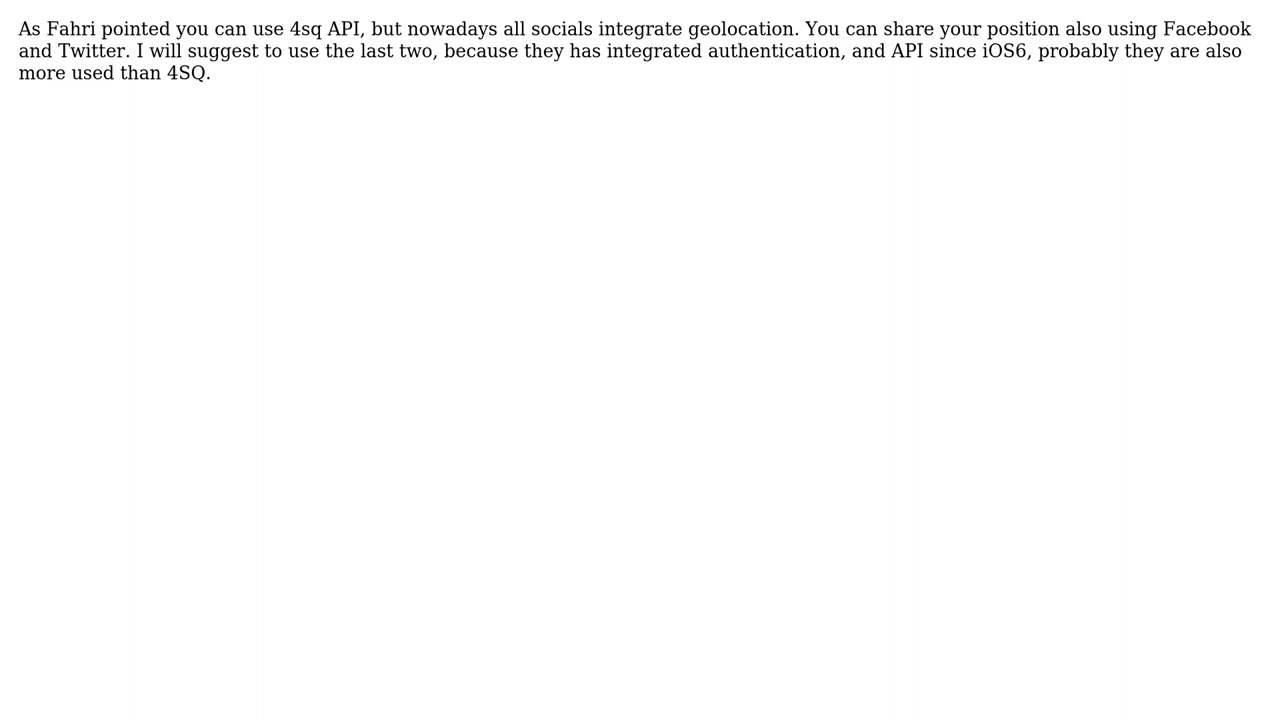 As Fahri pointed you can use 4sq API, but nowadays all socials integrate geolocation. You can share your position also using Facebook
and Twitter. I will suggest to use the last two, because they has integrated authentication, and API since iOS6, probably they are also
more used than 4SQ.